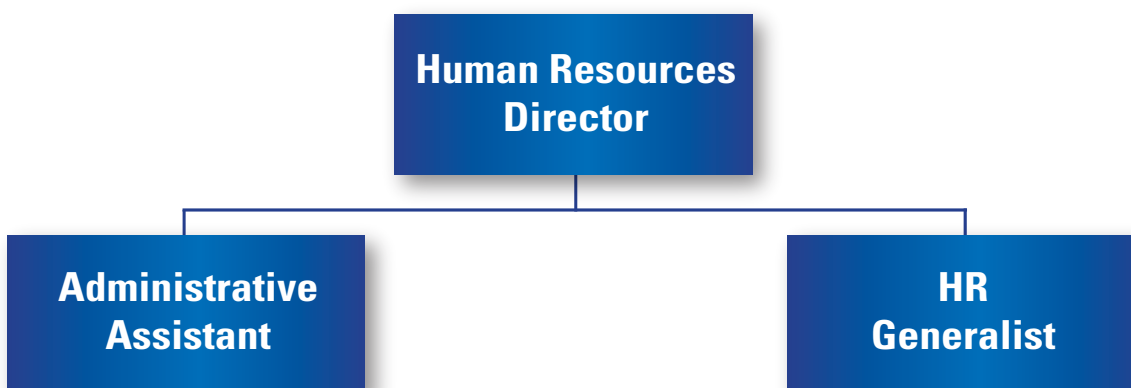 Human Resources
Director
Administrative
Assistant
HR
Generalist